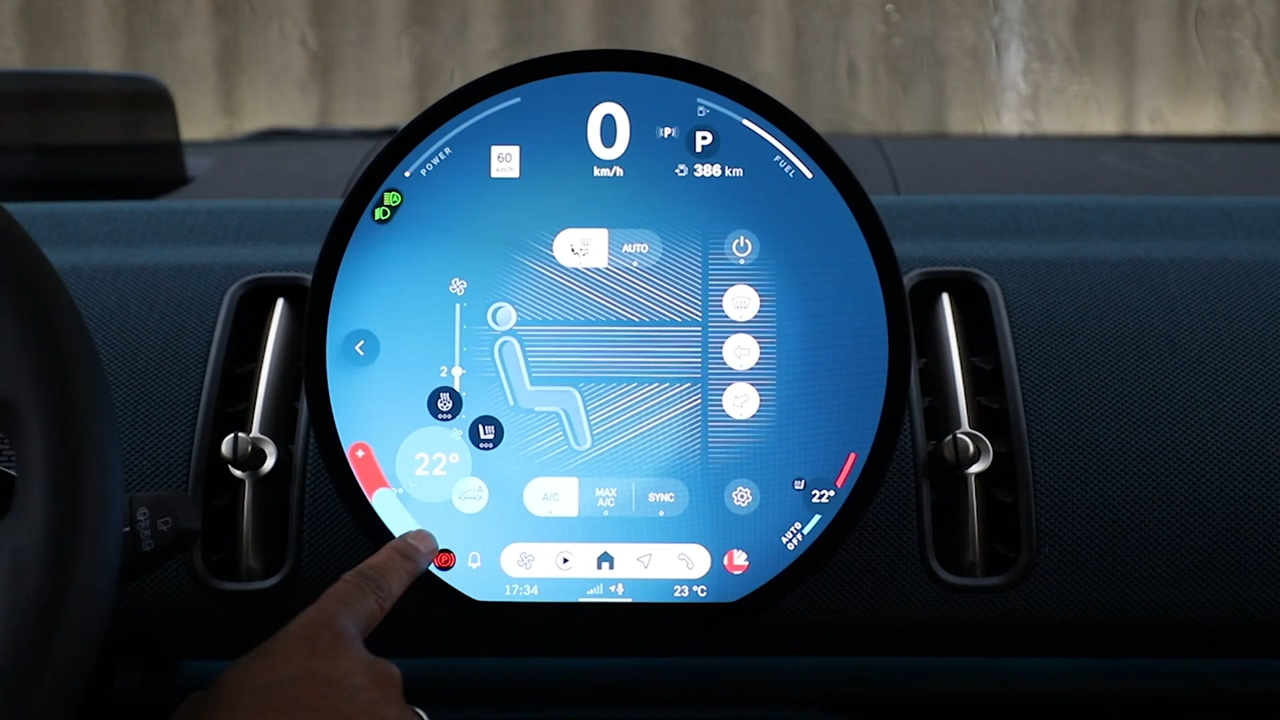 0
km/h
POWER
60
km/h
(P)
P
386 km
FUEL
A
AUTO
2
22°
A/C
MAX
A/C
SYNC
22°
AUTO
OFF
P
17:34
23 °C